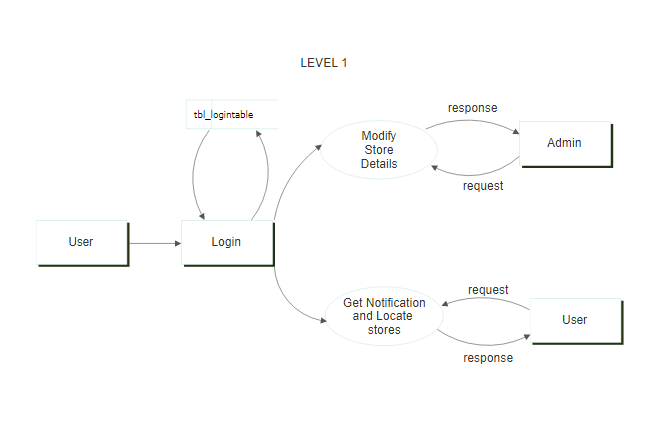 LEVEL 1
tbl_logintable
response
Modify
Store
Details
Admin
request
User
Login
request
Get Notification
and Locate
stores
User
response